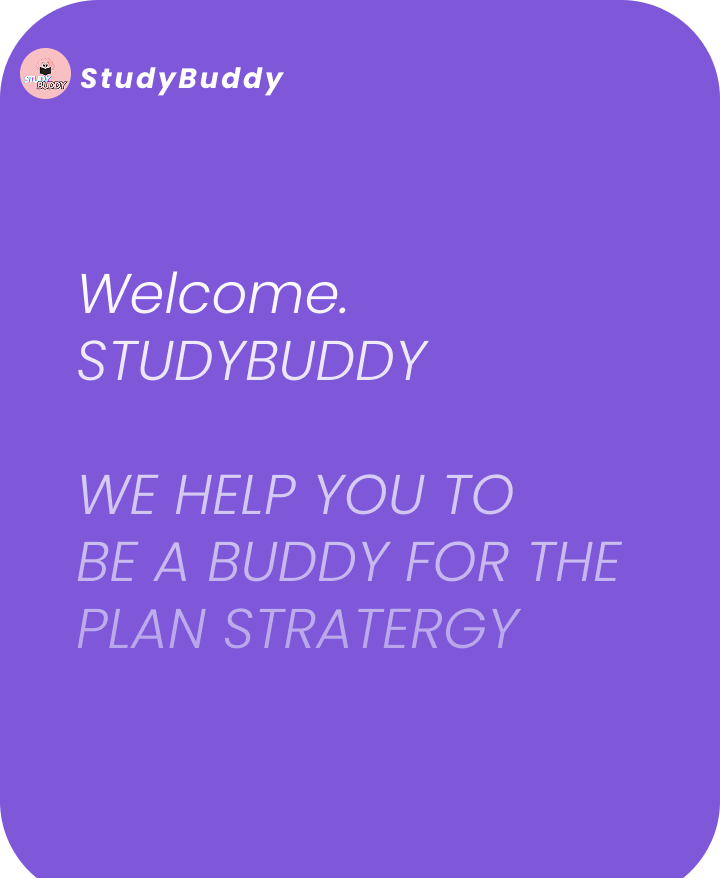 STUDY
BUDDY
StudyBuddy
Welcome.
STUDYBUDDY
WE HELP YOU TO
BE A BUDDY FOR THE
PLAN STRATERGY